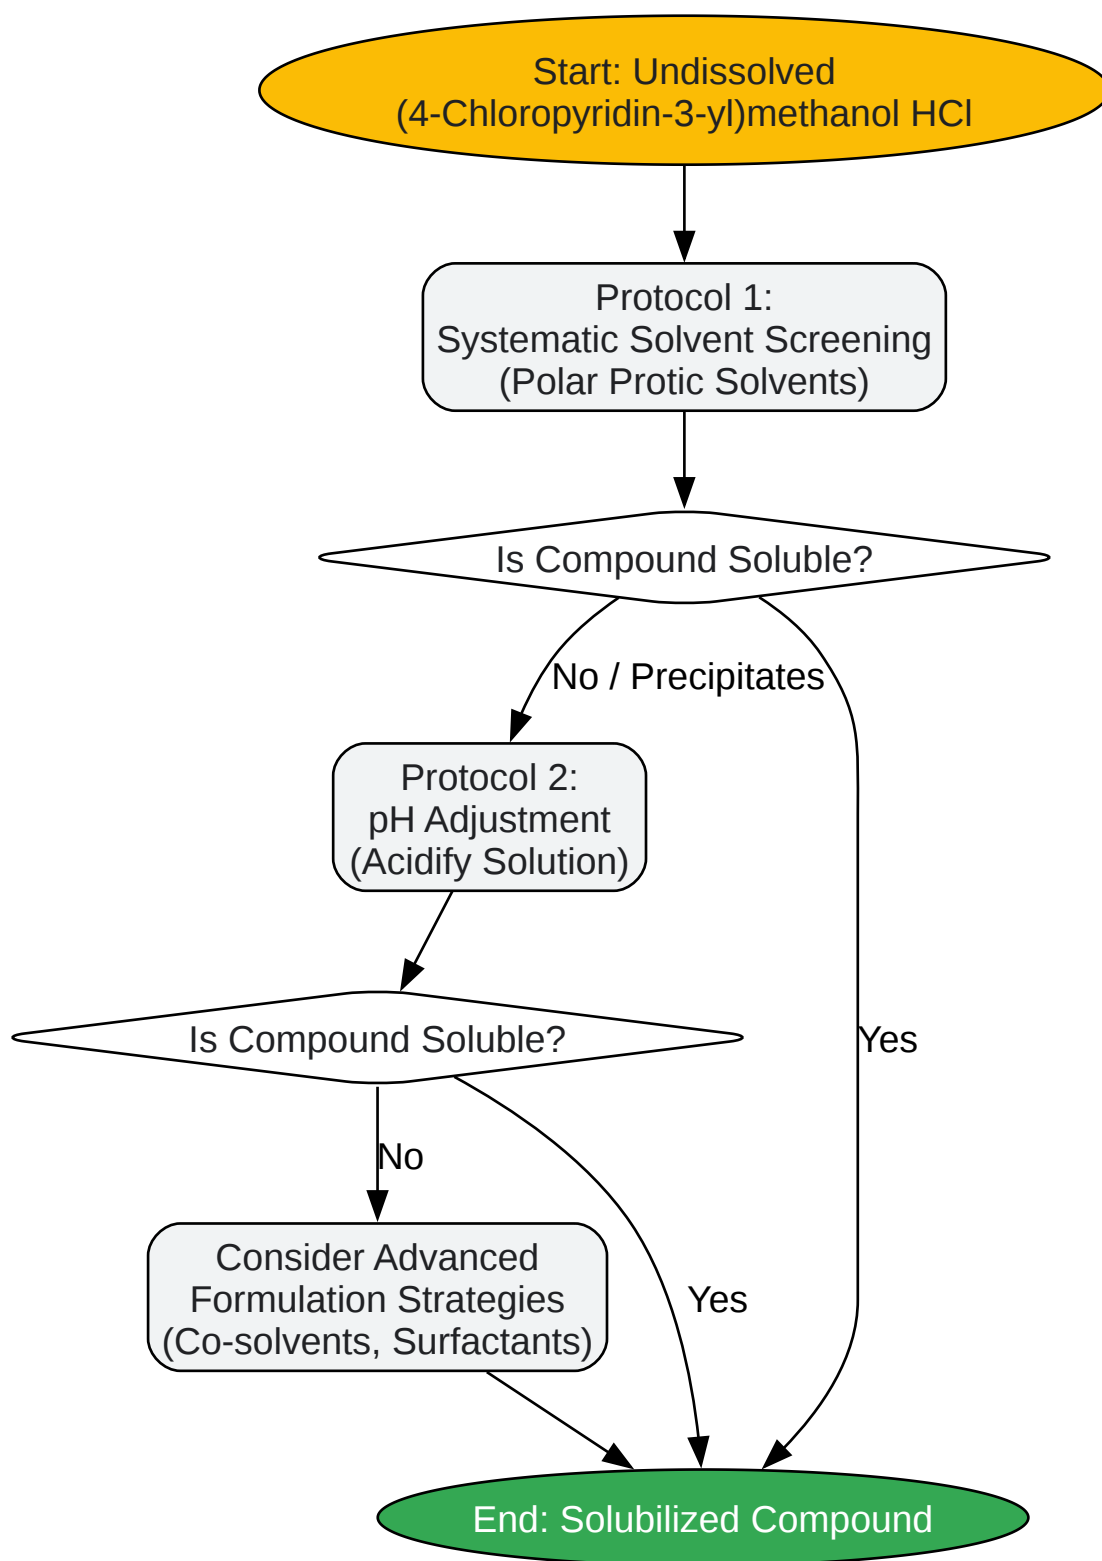 Start: Undissolved
(4-Chloropyridin-3-yl)methanol HCl
Protocol 1:
Systematic Solvent Screening
(Polar Protic Solvents)
Is Compound Soluble?
No / Precipitates
Protocol 2:
pH Adjustment
(Acidify Solution)
Is Compound Soluble?
Yes
No
Consider Advanced
Formulation Strategies
(Co-solvents, Surfactants)
Yes
End: Solubilized Compound